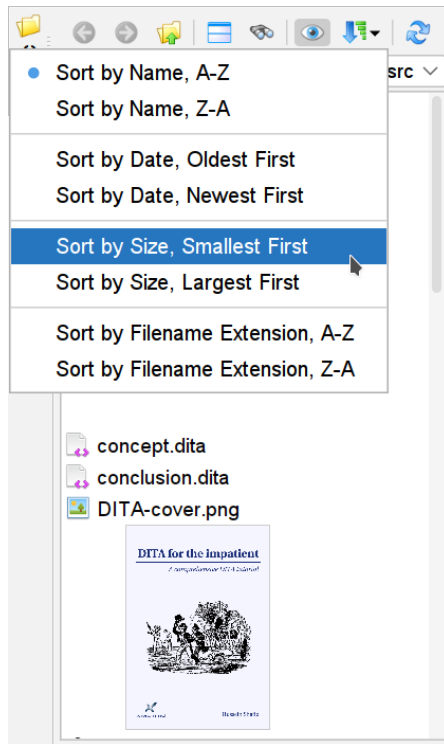 Sort by Name, A-Z
src
Sort by Name, Z-A
Sort by Date, Oldest First
Sort by Date, Newest First
Sort by Size, Smallest First
Sort by Size, Largest First
Sort by Filename Extension, A-Z
Sort by Filename Extension, Z-A
concept.dita
conclusion.dita
DITA-cover.png
DITA for the impatient